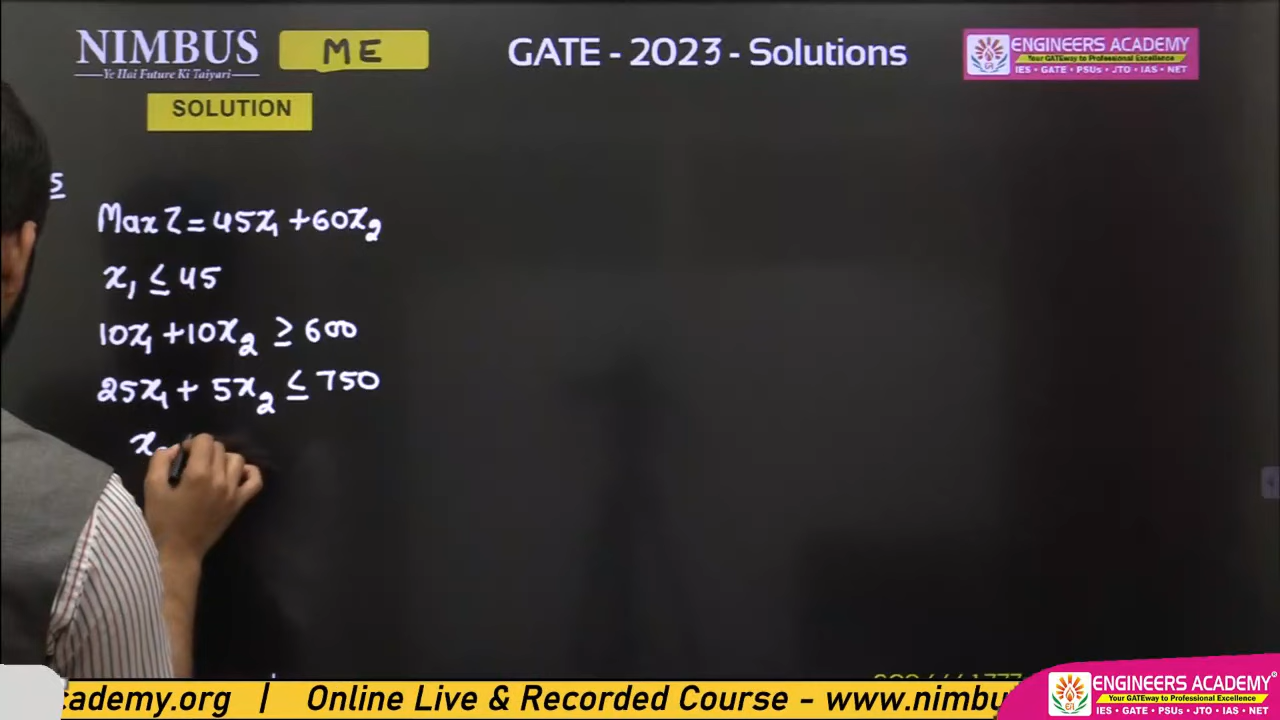 NIMBUS
Ye Hai Future Ki Taiyari
ME
GATE - 2023 - Solutions
ENGINEERS ACADEMY
Your GATEway to Professional Excellence
IES • GATE • PSUs • JTO • IAS • NET
SOLUTION
5
Max Z = 45x₁ + 60x₂
x₁ ≤ 45
10x₁ + 10x₂ ≥ 600
25x₁ + 5x₂ ≤ 750
x
cademy.org | Online Live & Recorded Course - www.nimbu
ENGINEERS ACADEMY
Your GATEway to Professional Excellence
IES • GATE • PSUs • JTO • IAS • NET